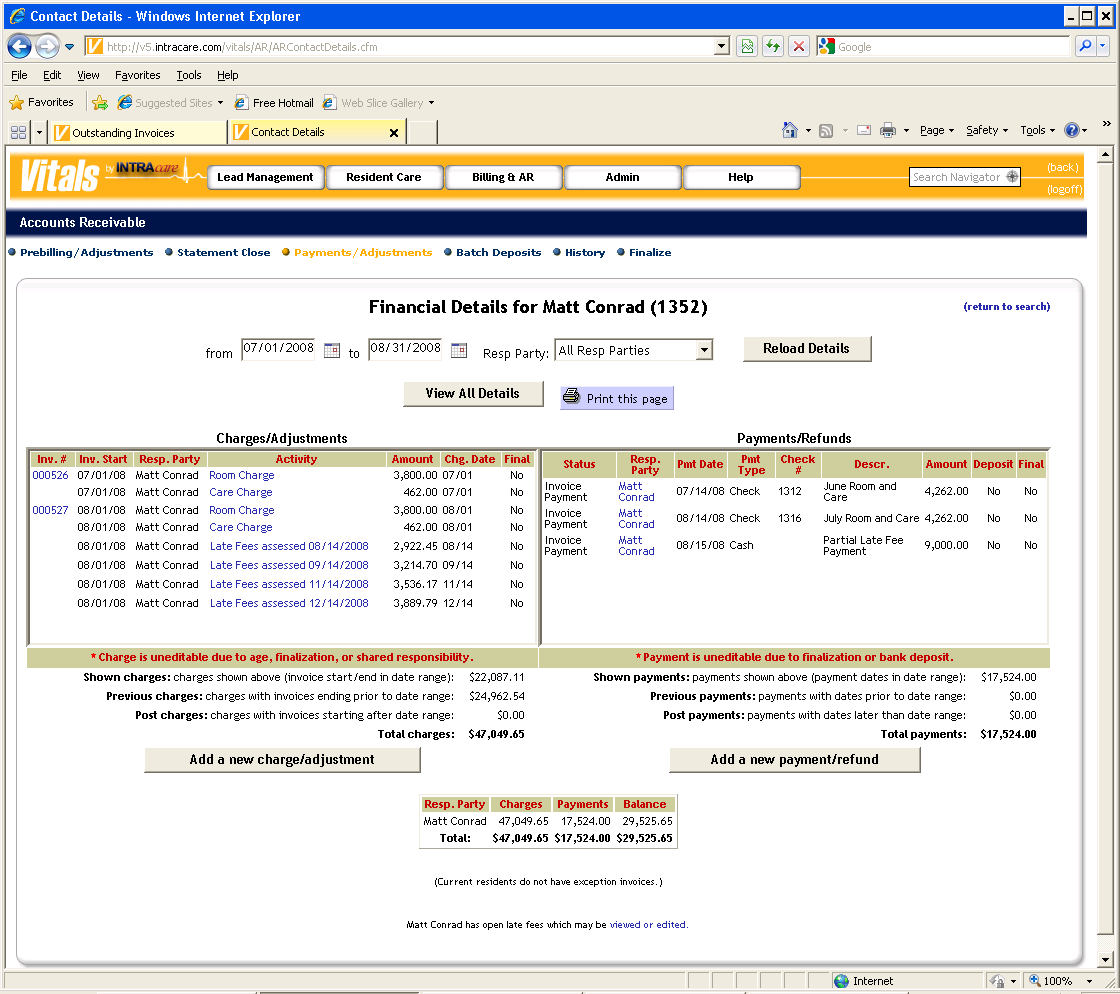 Contact Details - Windows Internet Explorer
http://v5.intracare.com/vitals/AR/ARContactDetails.cfm
Google
File Edit View Favorites Tools Help
Favorites Suggested Sites Free Hotmail Web Slice Gallery
Outstanding Invoices Contact Details Page Safety Tools
Vitals by INTRAcare Lead Management Resident Care Billing & AR Admin Help Search Navigator (back)
(logoff)
Accounts Receivable
Prebilling/Adjustments Statement Close Payments/Adjustments Batch Deposits History Finalize
Financial Details for Matt Conrad (1352) (return to search)
from 07/01/2008 to 08/31/2008 Resp Party: All Resp Parties Reload Details
View All Details Print this page
Charges/Adjustments
Inv. # Inv. Start Resp. Party Activity Amount Chg. Date Final
000526 07/01/08 Matt Conrad Room Charge 3,800.00 07/01 No
07/01/08 Matt Conrad Care Charge 462.00 07/01 No
000527 08/01/08 Matt Conrad Room Charge 3,800.00 08/01 No
08/01/08 Matt Conrad Care Charge 462.00 08/01 No
08/01/08 Matt Conrad Late Fees assessed 08/14/2008 2,922.45 08/14 No
08/01/08 Matt Conrad Late Fees assessed 09/14/2008 3,214.70 09/14 No
08/01/08 Matt Conrad Late Fees assessed 11/14/2008 3,536.17 11/14 No
08/01/08 Matt Conrad Late Fees assessed 12/14/2008 3,889.79 12/14 No
* Charge is uneditable due to age, finalization, or shared responsibility.
Shown charges: charges shown above (invoice start/end in date range): $22,087.11
Previous charges: charges with invoices ending prior to date range: $24,962.54
Post charges: charges with invoices starting after date range: $0.00
Total charges: $47,049.65
Add a new charge/adjustment
Payments/Refunds
Status Resp. Party Pmt Date Pmt Type Check # Descr. Amount Deposit Final
Invoice Payment Matt Conrad 07/14/08 Check 1312 June Room and Care 4,262.00 No No
Invoice Payment Matt Conrad 08/14/08 Check 1316 July Room and Care 4,262.00 No No
Invoice Payment Matt Conrad 08/15/08 Cash Partial Late Fee Payment 9,000.00 No No
* Payment is uneditable due to finalization or bank deposit.
Shown payments: payments shown above (payment dates in date range): $17,524.00
Previous payments: payments with dates prior to date range: $0.00
Post payments: payments with dates later than date range: $0.00
Total payments: $17,524.00
Add a new payment/refund
Resp. Party Charges Payments Balance
Matt Conrad 47,049.65 17,524.00 29,525.65
Total: $47,049.65 $17,524.00 $29,525.65
(Current residents do not have exception invoices.)
Matt Conrad has open late fees which may be viewed or edited.
Internet 100%